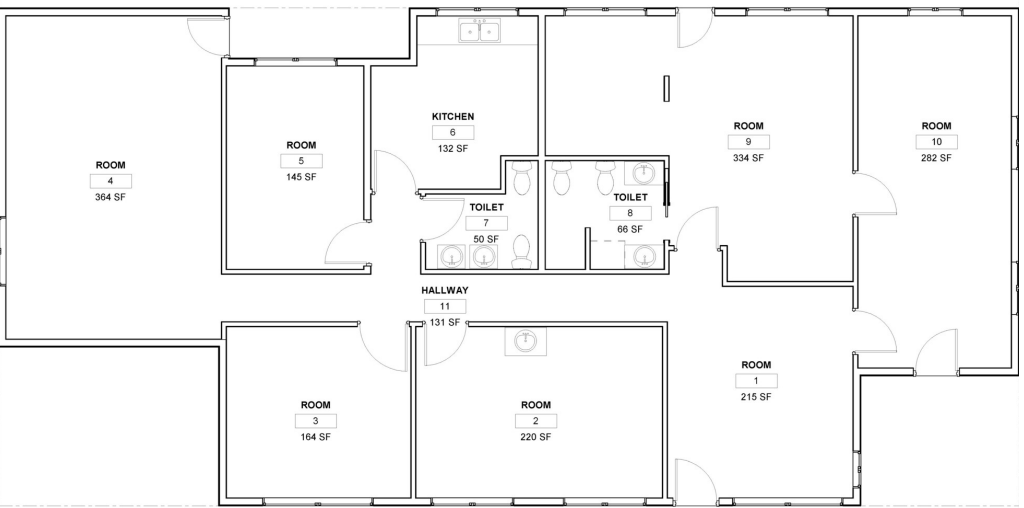 KITCHEN
6
132 SF
ROOM
9
334 SF
ROOM
10
282 SF
ROOM
5
145 SF
ROOM
4
364 SF
TOILET
7
50 SF
TOILET
8
66 SF
HALLWAY
11
131 SF
ROOM
1
215 SF
ROOM
3
164 SF
ROOM
2
220 SF